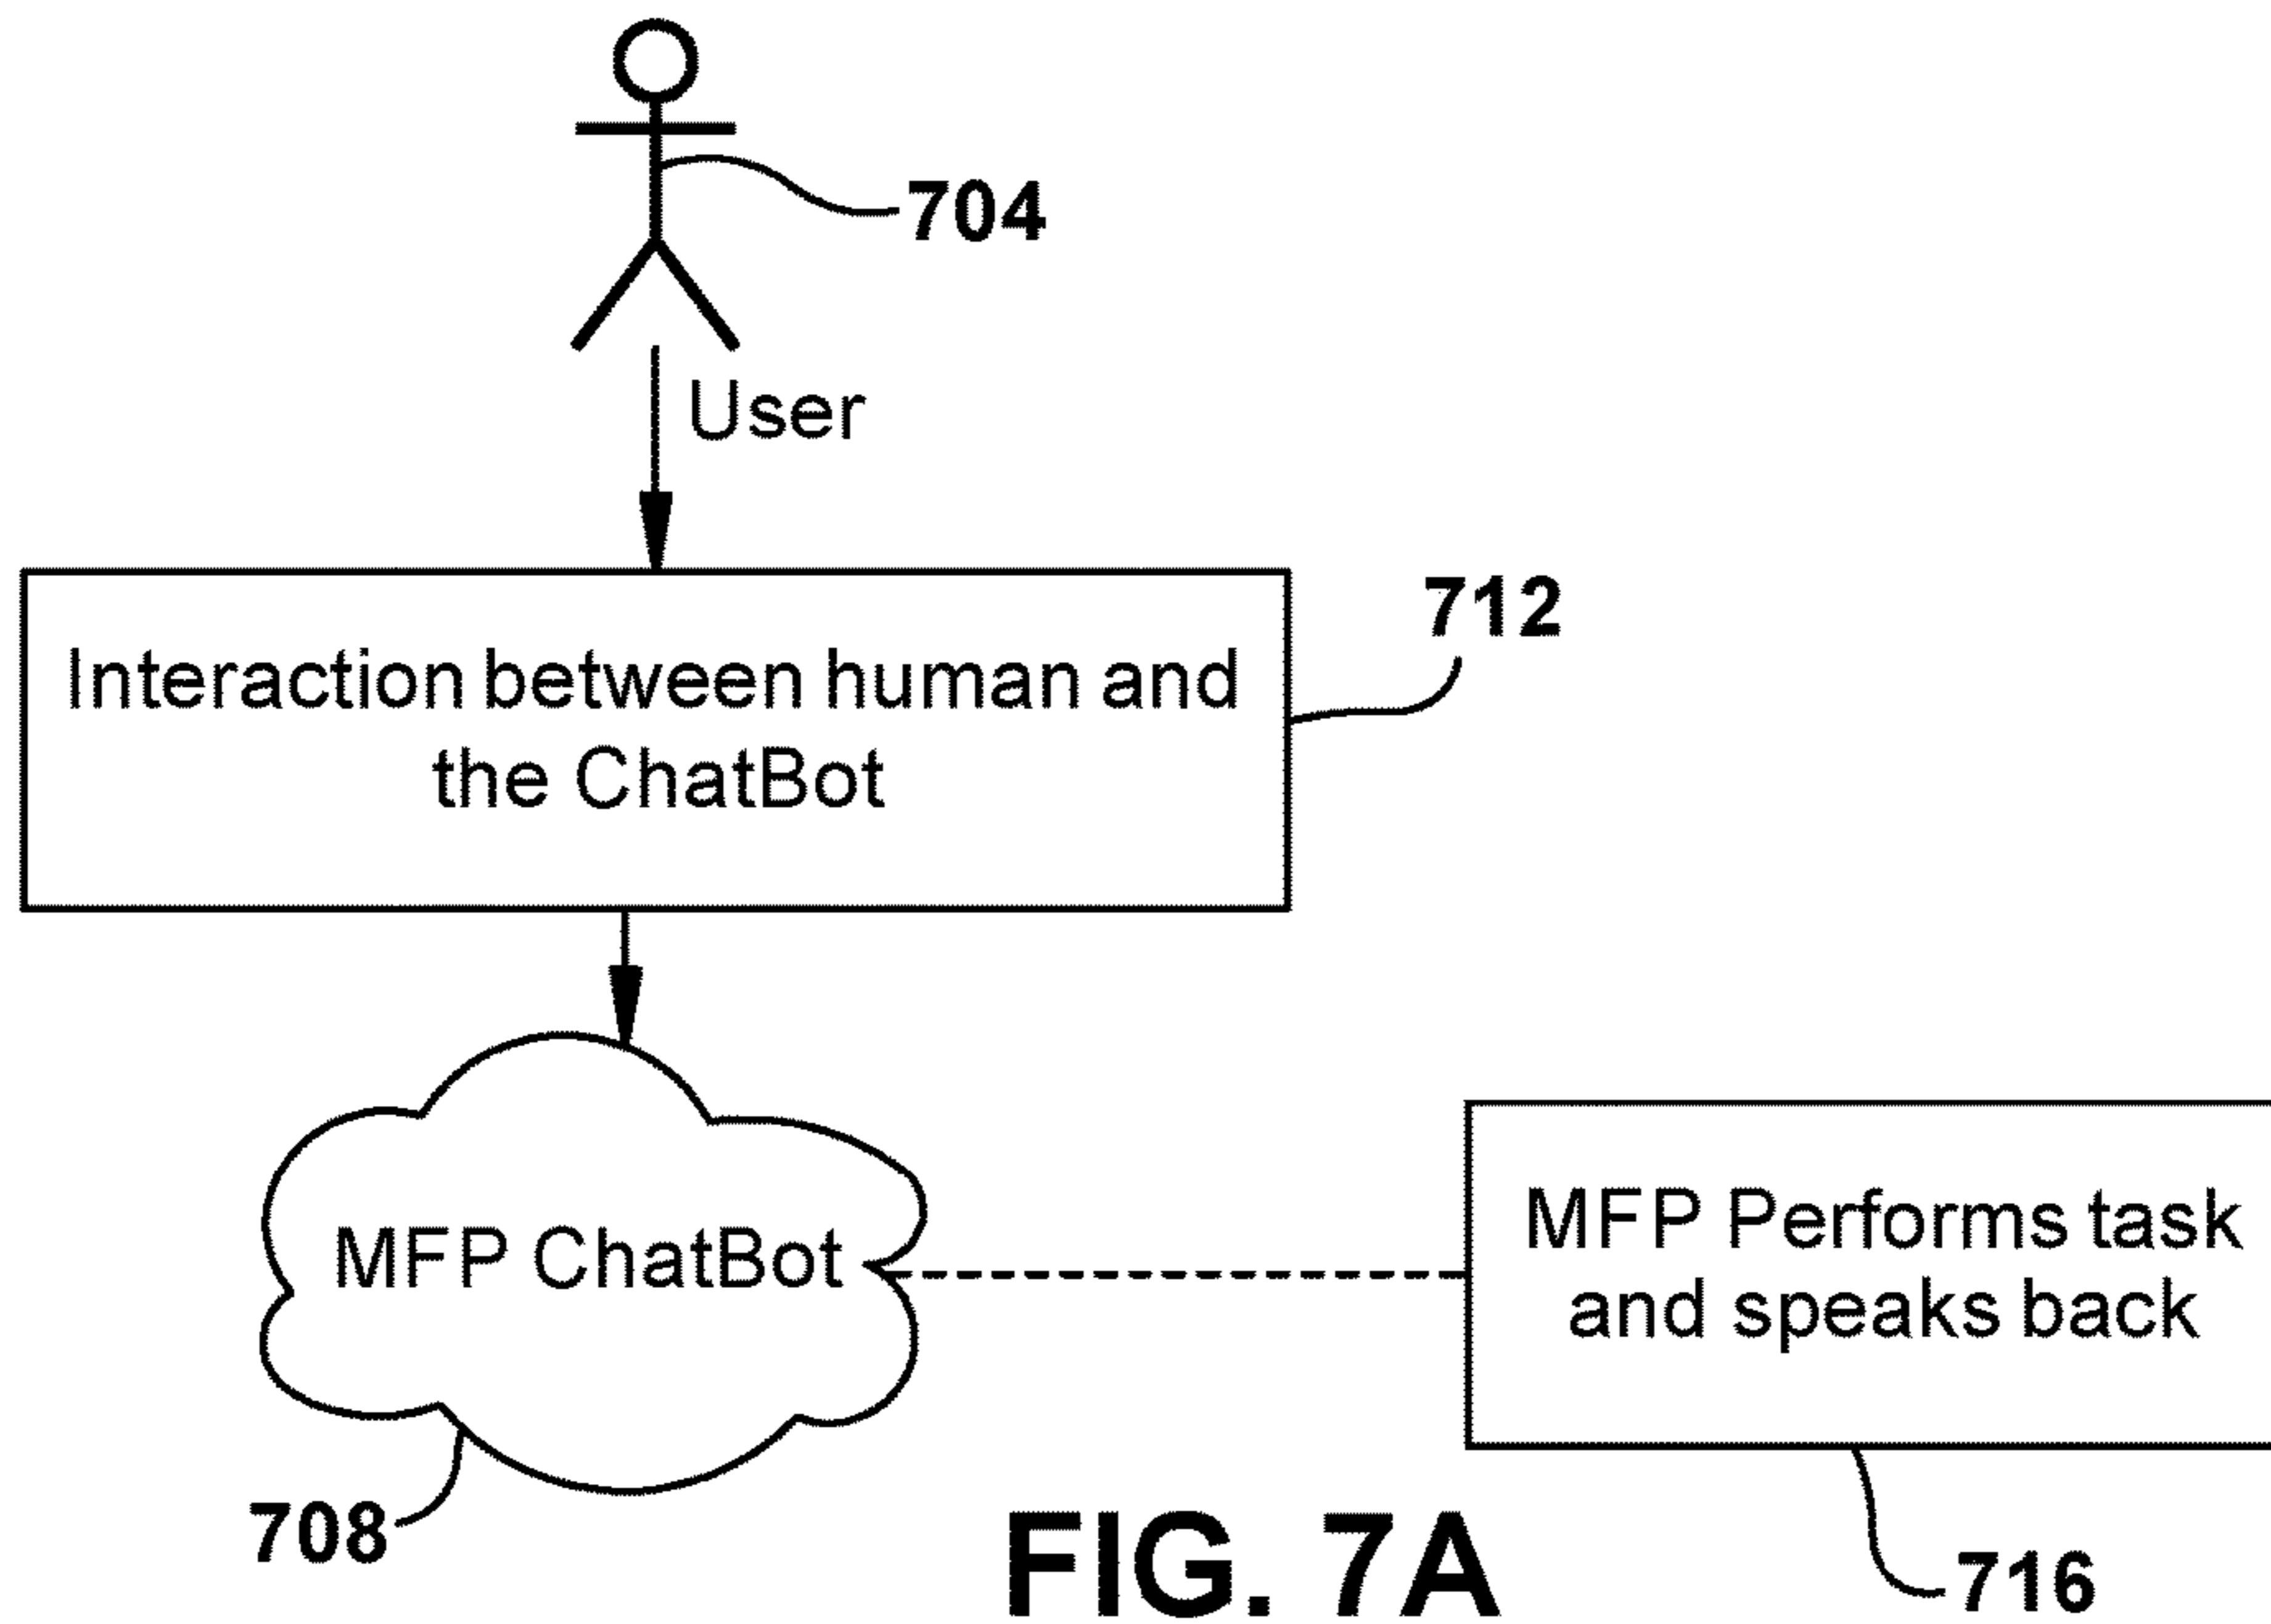 704
User
712
Interaction between human and
the ChatBot
MFP ChatBot
MFP Performs task
and speaks back
708
FIG. 7A
716